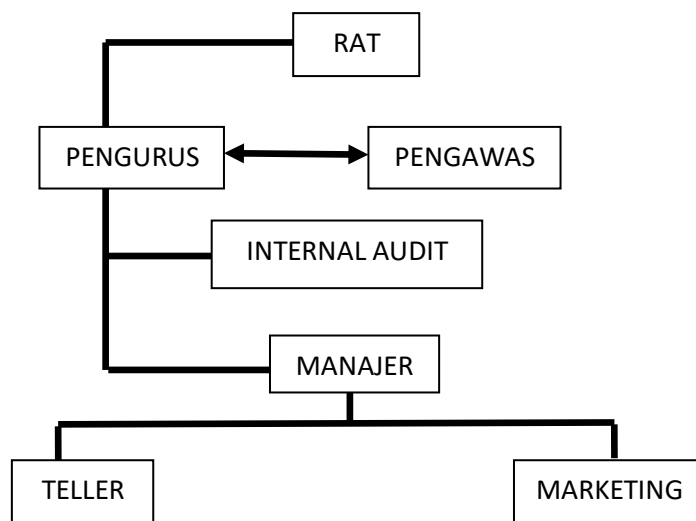 RAT
PENGURUS
PENGAWAS
INTERNAL AUDIT
MANAJER
TELLER
MARKETING